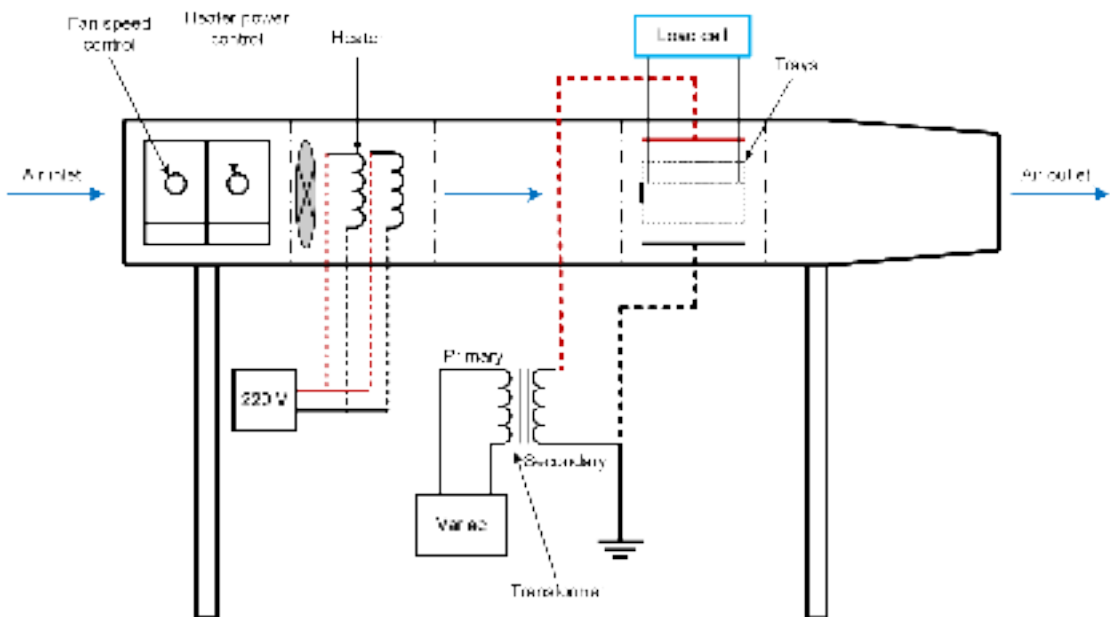 Fan speed
control
Heater power
control
Heater
Load cell
Trays
Air inlet
Air outlet
Primary
220 V
Secondary
Variac
Transformer